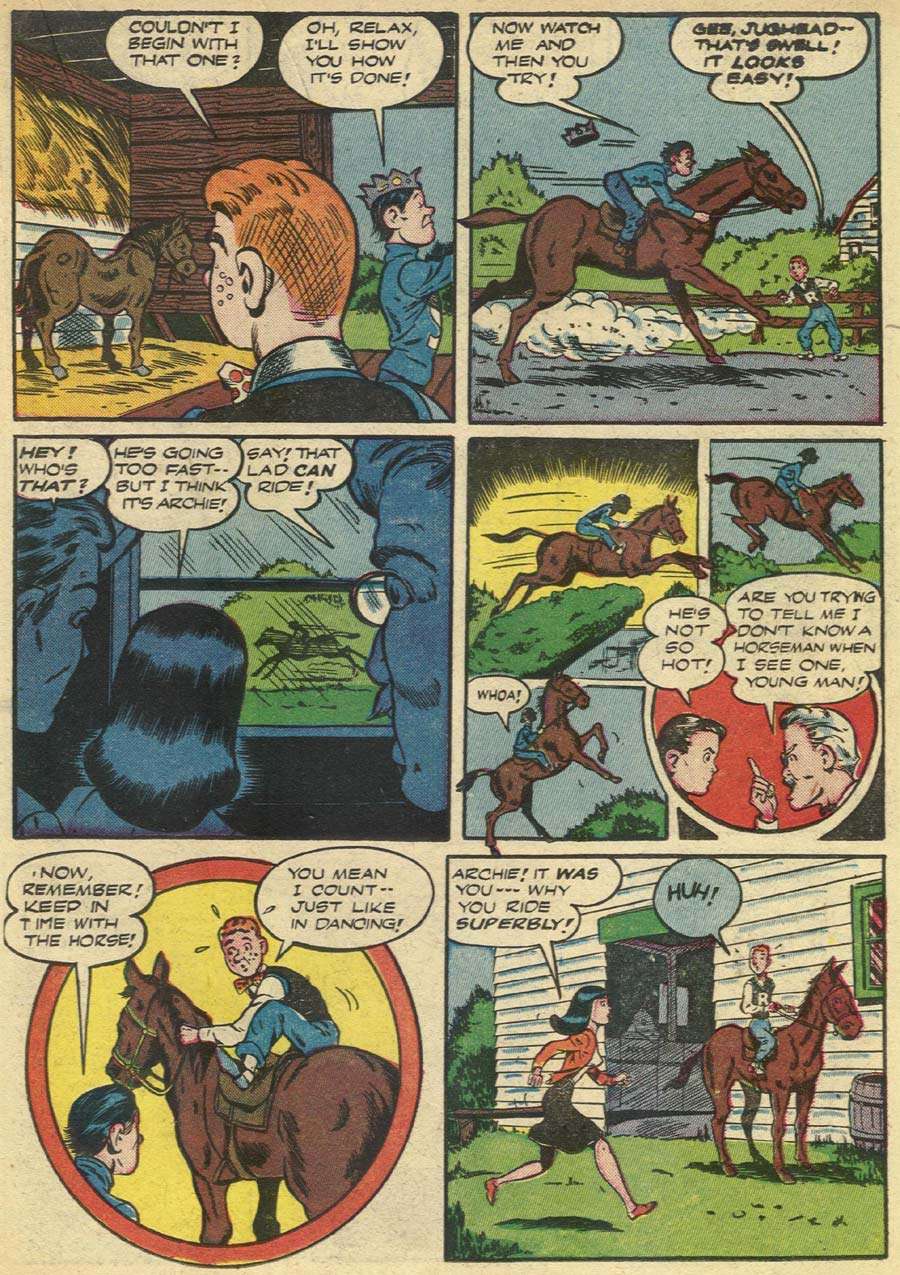 COULDN'T I
BEGIN WITH
THAT ONE?
OH, RELAX,
I'LL SHOW
YOU HOW
IT'S DONE!
NOW WATCH
ME AND
THEN YOU
TRY!
GEE, JUGHEAD--
THAT'S SWELL!
IT LOOKS
EASY!
HEY!
WHO'S
THAT?
HE'S GOING
TOO FAST--
BUT I THINK
IT'S ARCHIE!
SAY! THAT
LAD CAN
RIDE!
WHOA!
HE'S
NOT
SO
HOT!
ARE YOU TRYING
TO TELL ME I
DON'T KNOW A
HORSEMAN WHEN
I SEE ONE,
YOUNG MAN!
NOW,
REMEMBER!
KEEP IN
TIME WITH
THE HORSE!
YOU MEAN
I COUNT--
JUST LIKE
IN DANCING!
ARCHIE! IT WAS
YOU--- WHY
YOU RIDE
SUPERBLY!
HUH!
R